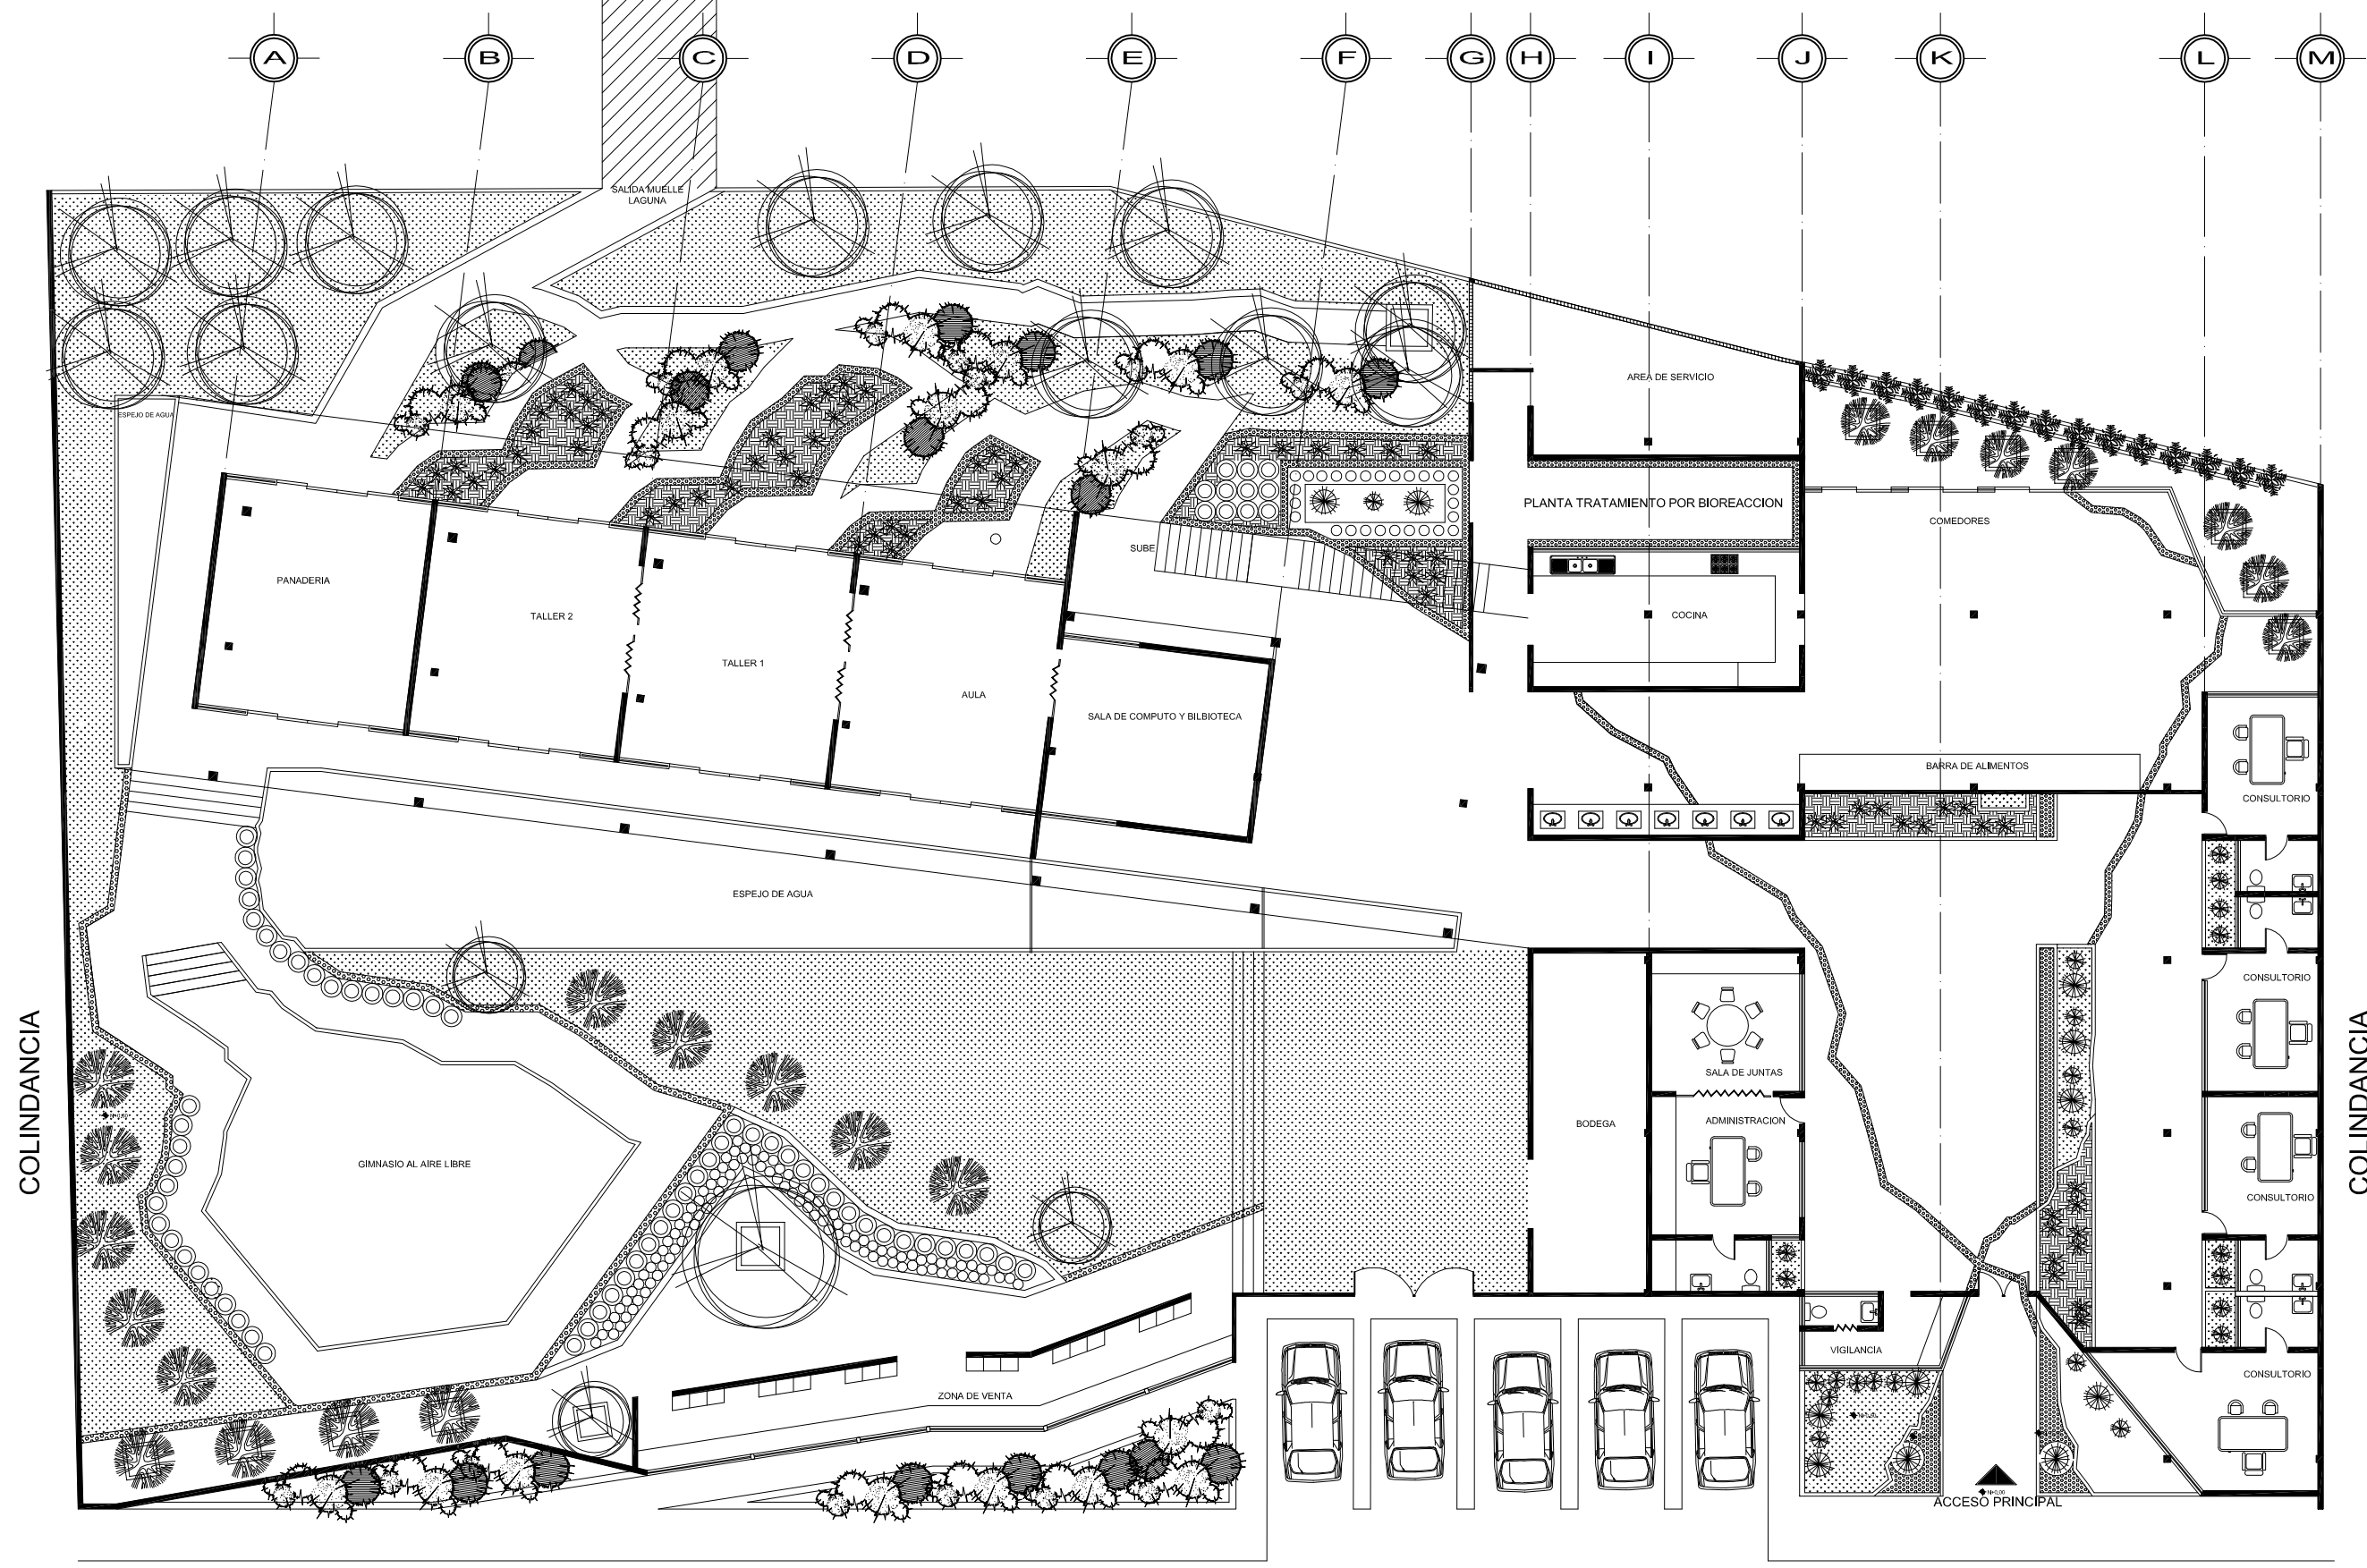 A
B
C
D
E
F
G
H
I
J
K
L
M
SALIDA MUELLE
LAGUNA
AREA DE SERVICIO
ESPEJO DE AGUA
PLANTA TRATAMIENTO POR BIOREACCION
COMEDORES
SUBE
PANADERIA
TALLER 2
COCINA
TALLER 1
AULA
SALA DE COMPUTO Y BILBIOTECA
BARRA DE ALIMENTOS
CONSULTORIO
ESPEJO DE AGUA
CONSULTORIO
COLINDANCIA
COLINDANCIA
SALA DE JUNTAS
BODEGA
ADMINISTRACION
GIMNASIO AL AIRE LIBRE
CONSULTORIO
VIGILANCIA
CONSULTORIO
ZONA DE VENTA
N+0.00
ACCESO PRINCIPAL